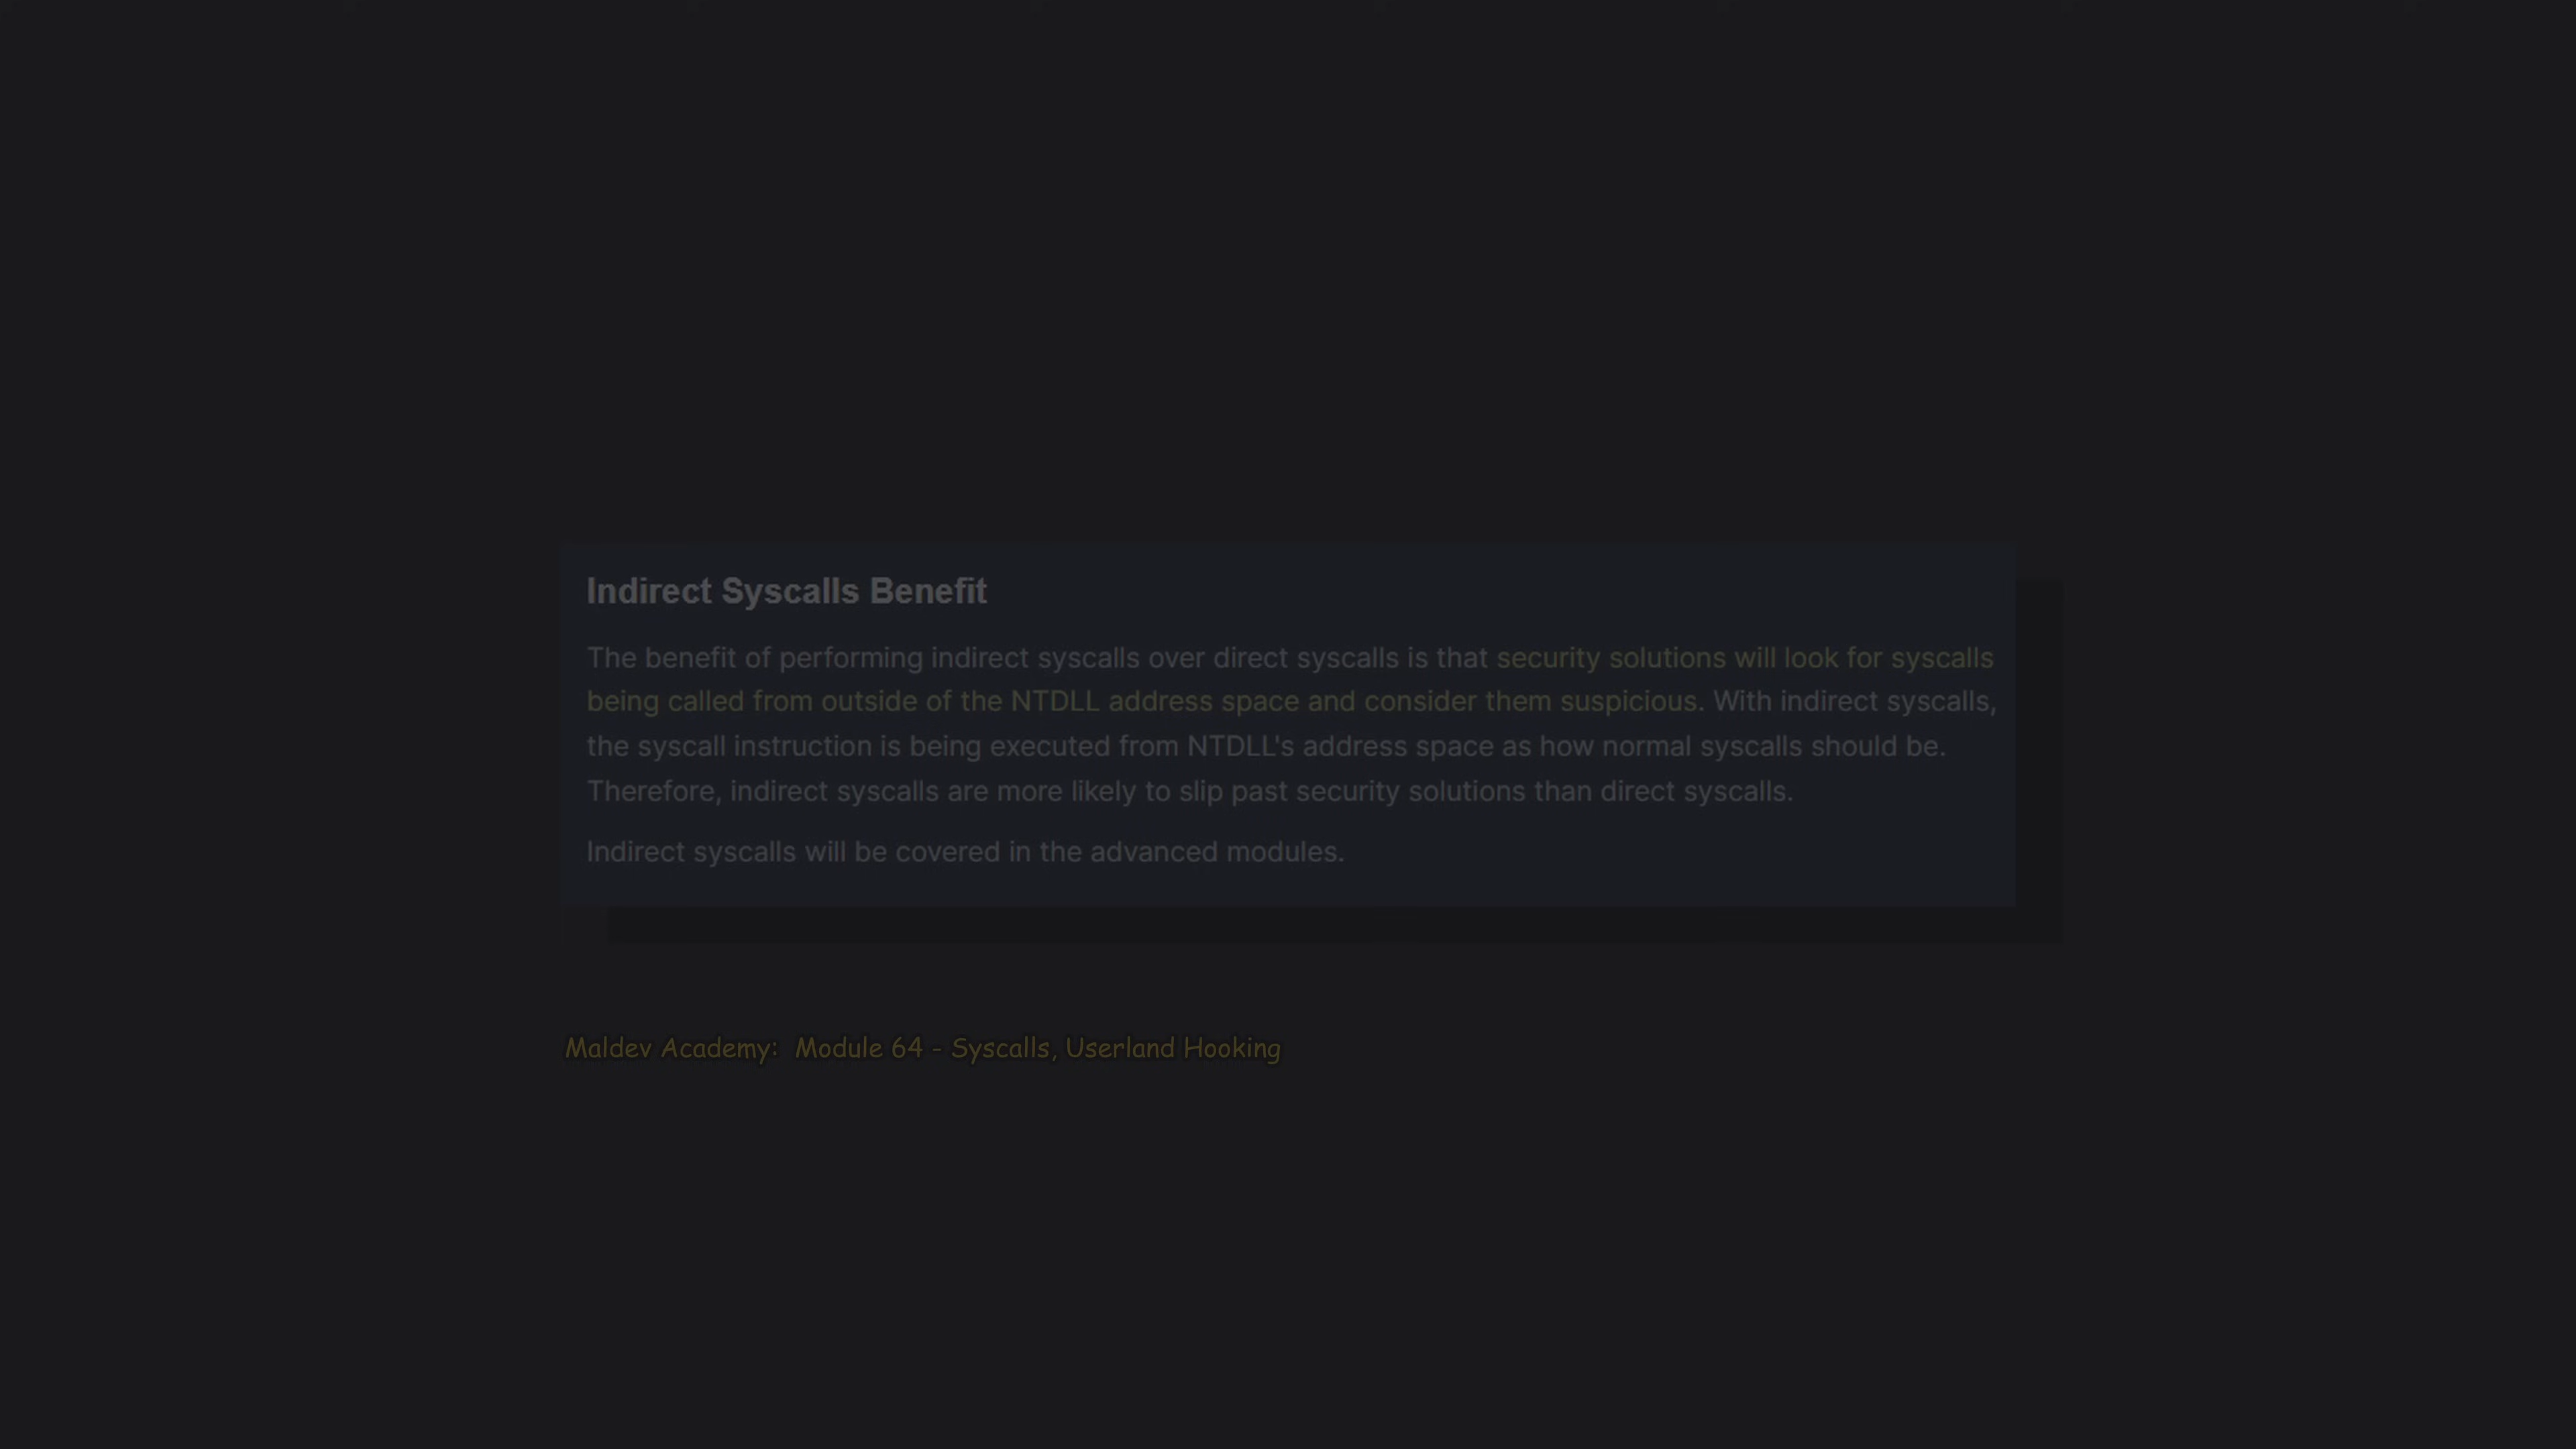 Indirect Syscalls Benefit
The benefit of performing indirect syscalls over direct syscalls is that security solutions will look for syscalls
being called from outside of the NTDLL address space and consider them suspicious. With indirect syscalls,
the syscall instruction is being executed from NTDLL's address space as how normal syscalls should be.
Therefore, indirect syscalls are more likely to slip past security solutions than direct syscalls.
Indirect syscalls will be covered in the advanced modules.
Maldev Academy: Module 64 - Syscalls, Userland Hooking